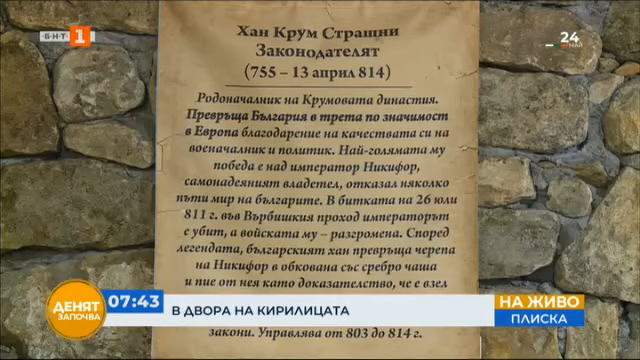 БНТ 1
24
МАЙ
Хан Крум Страшни
Законодателят
(755 – 13 април 814)
Родоначалник на Крумовата династия.
Превръща България в трета по значимост
в Европа благодарение на качествата си на
военачалник и политик. Най-голямата му
победа е над император Никифор,
самонадеяният владетел, отказал няколко
пъти мир на българите. В битката на 26 юли
811 г. във Върбишкия проход императорът
е убит, а войската му – разгромена. Според
легендата, българският хан превръща черепа
на Никифор в обкована със сребро чаша
и пие от нея като доказателство, че е взел
ДЕНЯТ
ЗАПОЧВА
07:43
В ДВОРА НА КИРИЛИЦАТА
НА ЖИВО
ПЛИСКА
закони. Управлява от 803 до 814 г.